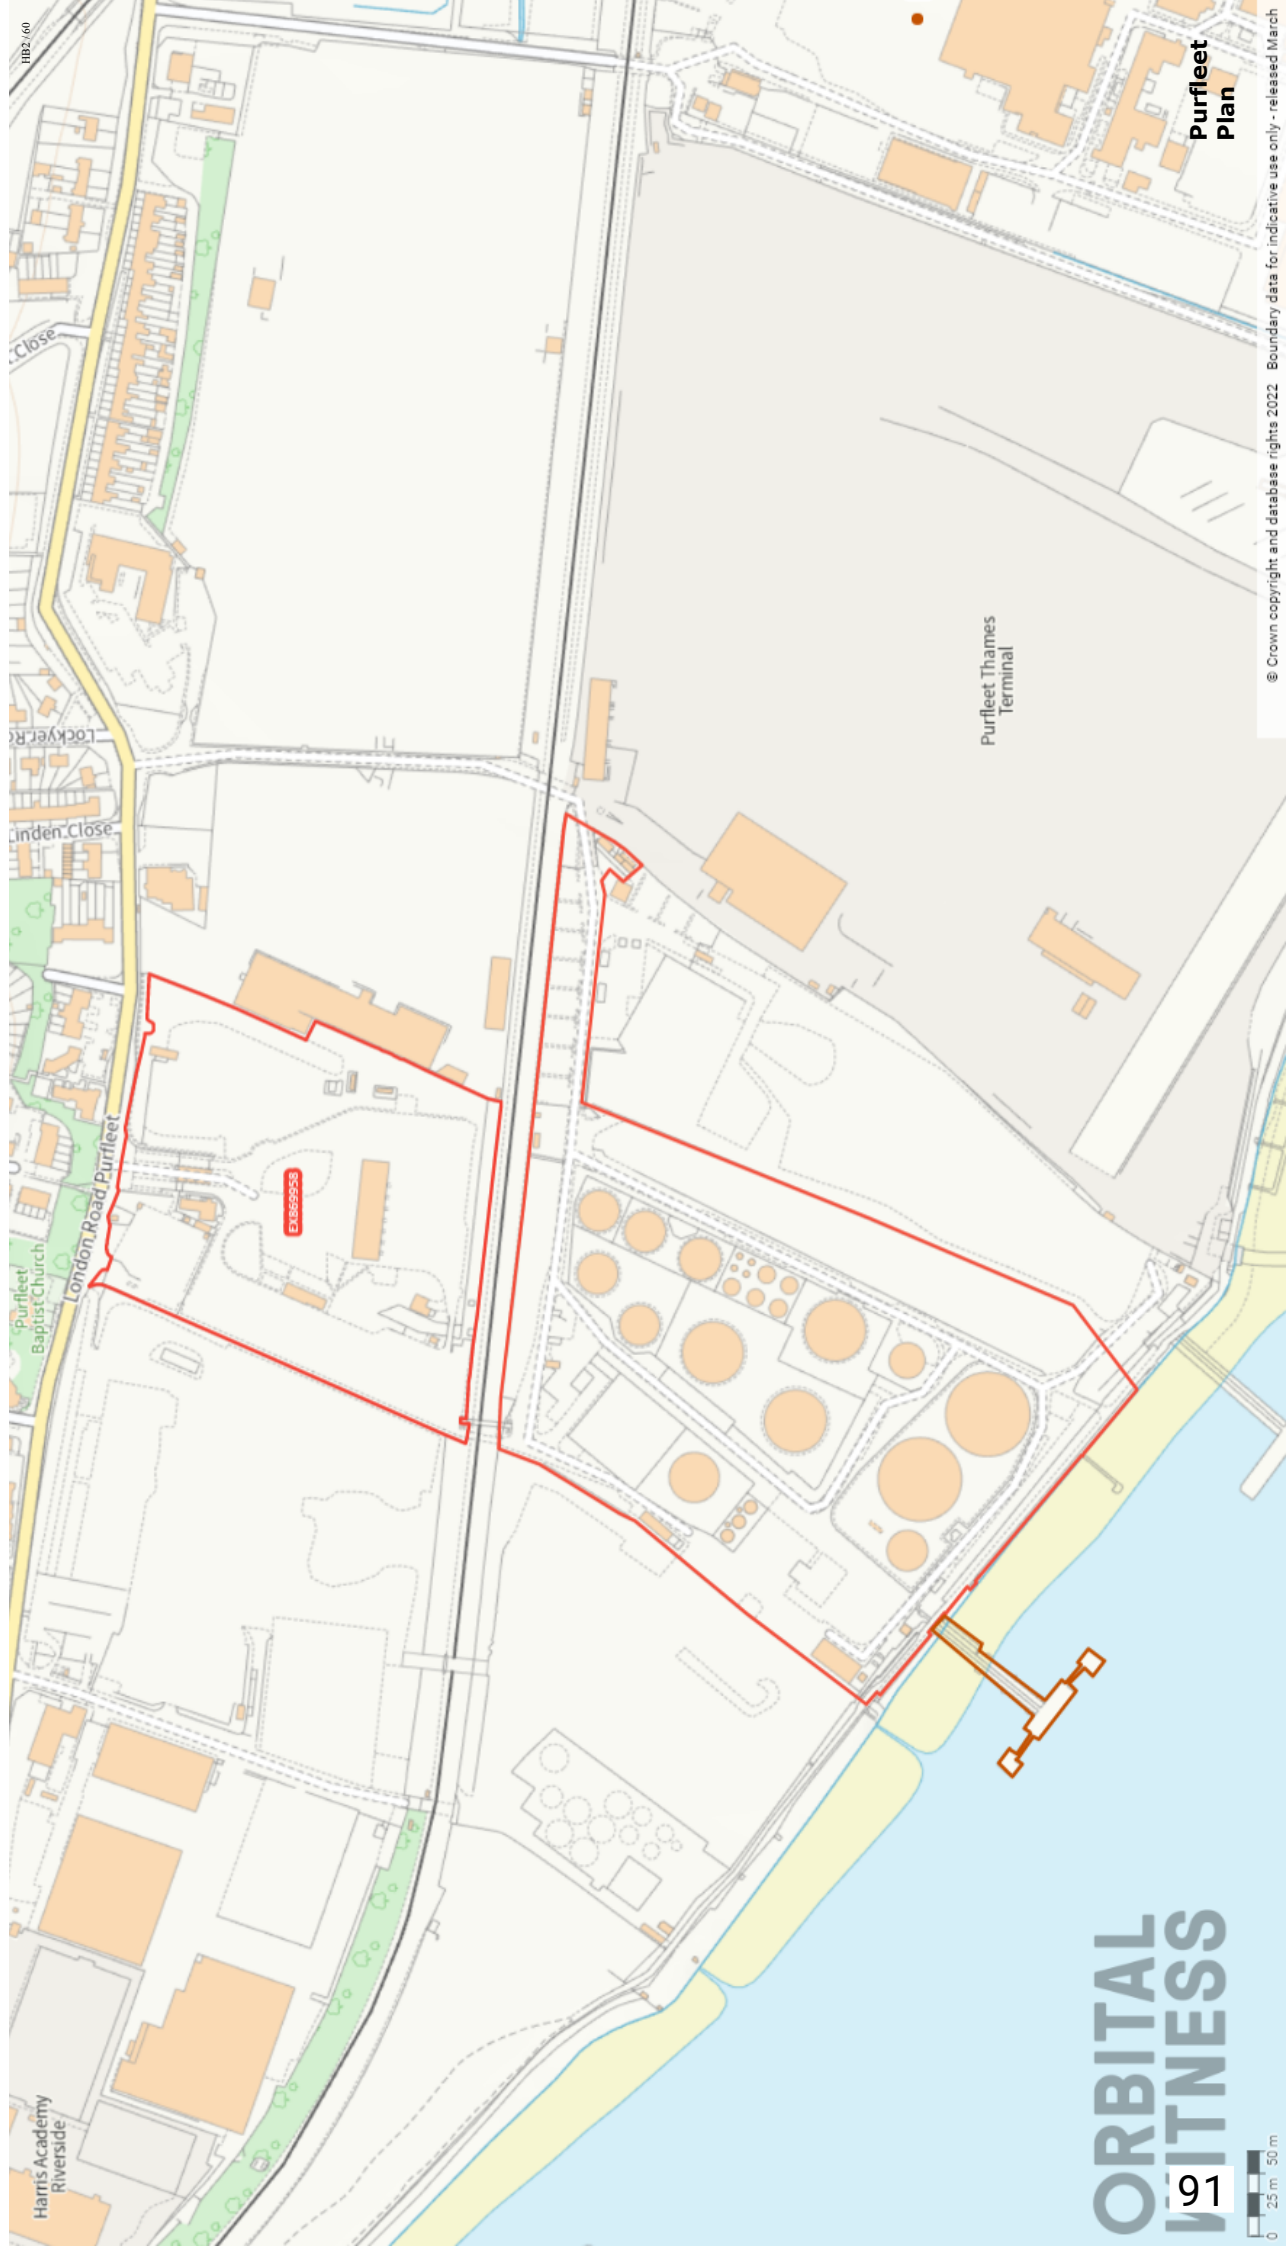 HB2 / 60
Purfleet
Plan
© Crown copyright and database rights 2022 Boundary data for indicative use only - released March
Close
Lockyer Ro
inden Close
London Road Purfleet
Purfleet
Baptist Church
EX869958
Purfleet Thames
Terminal
Harris Academy
Riverside
ORBITAL
WITNESS
91
0 25 m 50 m